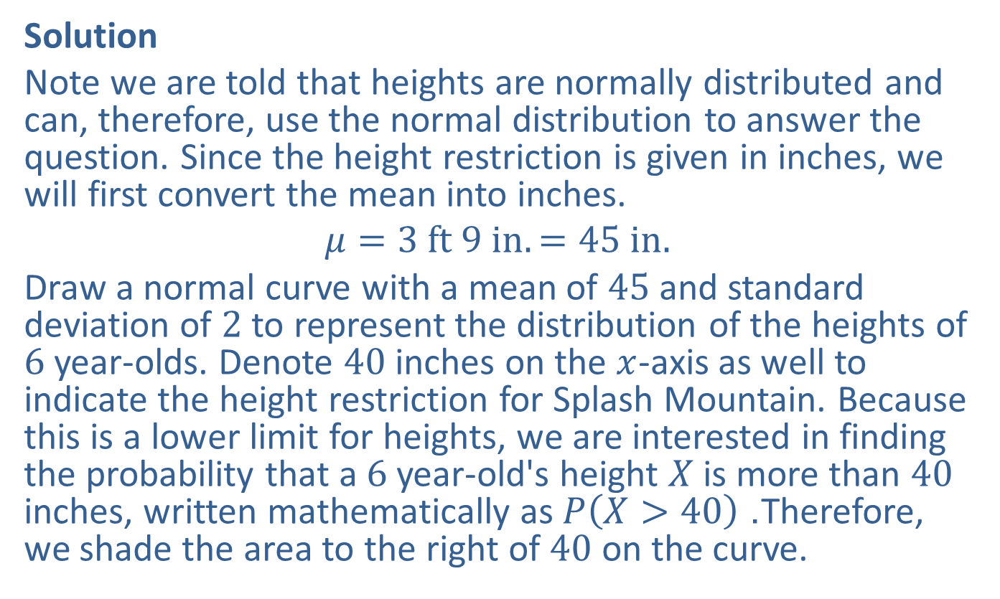 Solution
Note we are told that heights are normally distributed and
can, therefore, use the normal distribution to answer the
question. Since the height restriction is given in inches, we
will first convert the mean into inches.
μ = 3 ft 9 in. = 45 in.
Draw a normal curve with a mean of 45 and standard
deviation of 2 to represent the distribution of the heights of
6 year-olds. Denote 40 inches on the x-axis as well to
indicate the height restriction for Splash Mountain. Because
this is a lower limit for heights, we are interested in finding
the probability that a 6 year-old's height X is more than 40
inches, written mathematically as P(X > 40) .Therefore,
we shade the area to the right of 40 on the curve.